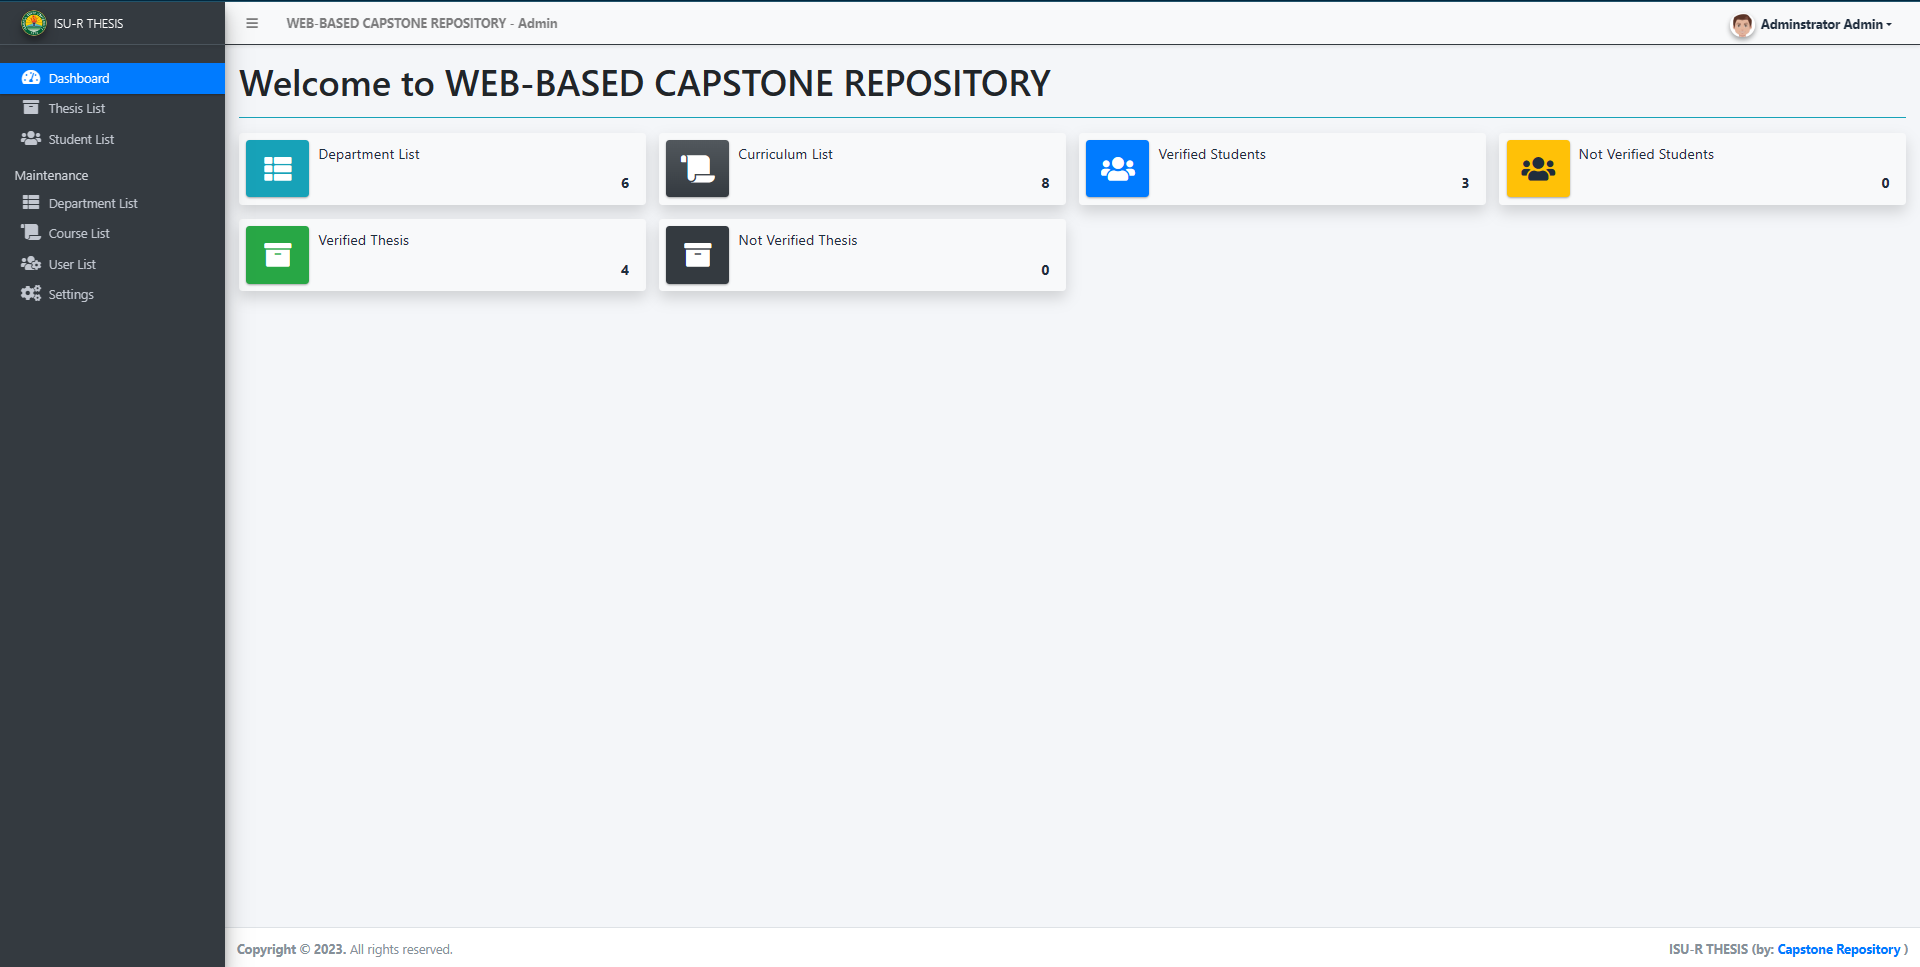 ISU-R THESIS
WEB-BASED CAPSTONE REPOSITORY - Admin
Adminstrator Admin
Dashboard
Thesis List
Student List
Maintenance
Department List
Course List
User List
Settings
Welcome to WEB-BASED CAPSTONE REPOSITORY
Department List
6
Curriculum List
8
Verified Students
3
Not Verified Students
0
Verified Thesis
4
Not Verified Thesis
0
Copyright © 2023. All rights reserved.
ISU-R THESIS (by: Capstone Repository )